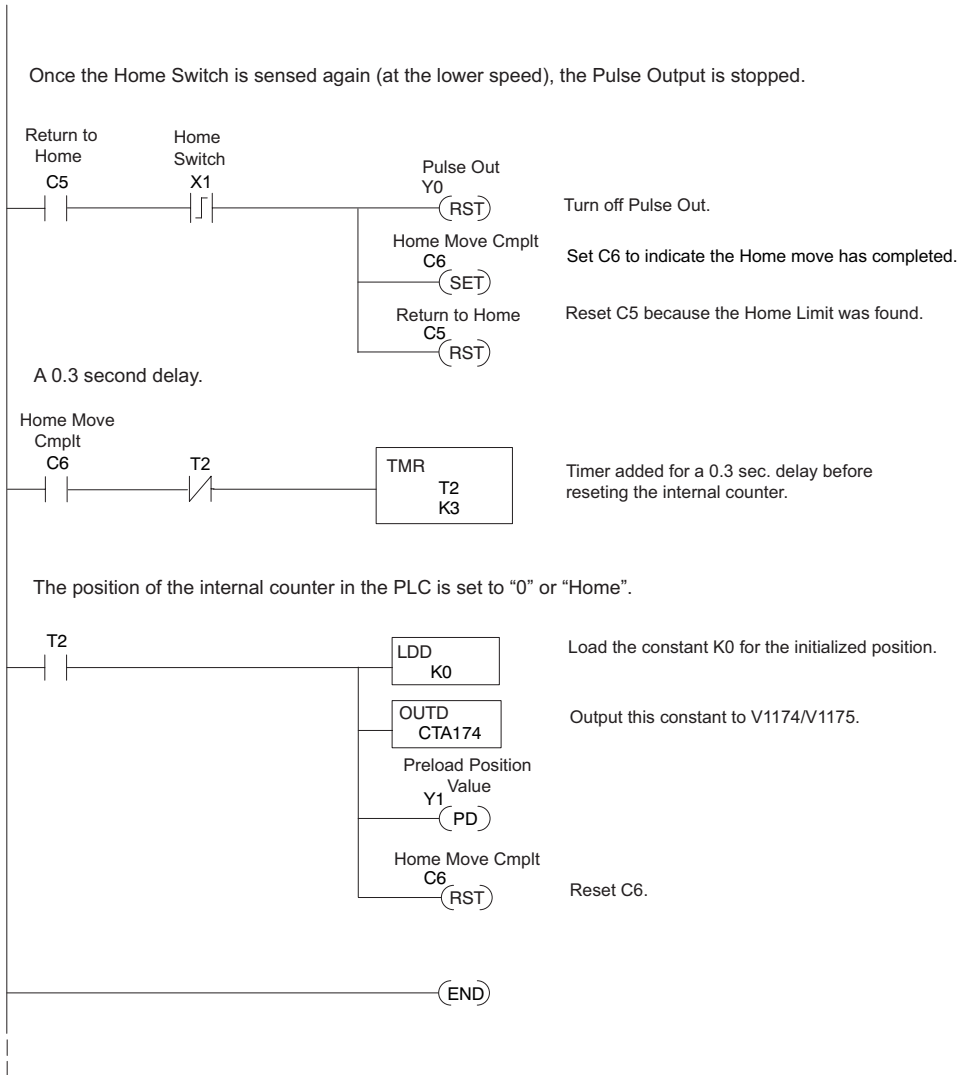 Once the Home Switch is sensed again (at the lower speed), the Pulse Output is stopped.
Return to
Home
C5
Home
Switch
X1
Pulse Out
Y0
RST
Turn off Pulse Out.
Home Move Cmplt
C6
SET
Set C6 to indicate the Home move has completed.
Return to Home
C5
RST
Reset C5 because the Home Limit was found.
A 0.3 second delay.
Home Move
Cmplt
C6
T2
TMR
T2
K3
Timer added for a 0.3 sec. delay before
reseting the internal counter.
The position of the internal counter in the PLC is set to “0” or “Home”.
T2
LDD
K0
Load the constant K0 for the initialized position.
OUTD
CTA174
Output this constant to V1174/V1175.
Preload Position
Value
Y1
PD
Home Move Cmplt
C6
RST
Reset C6.
END